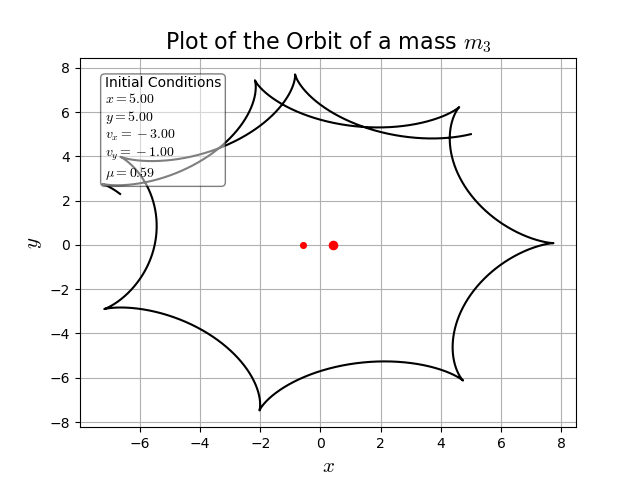 Plot of the Orbit of a mass m₃
Initial Conditions
x = 5.00
y = 5.00
vₓ = −3.00
v_y = −1.00
μ = 0.59
8
6
4
2
0
−2
−4
−6
−8
y
−6 −4 −2 0 2 4 6 8
x